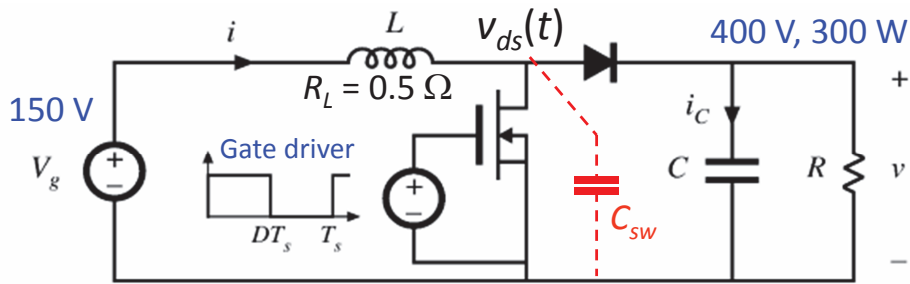 i
L
v_ds(t)
400 V, 300 W
R_L = 0.5 Ω
+
150 V
i_C
Gate driver
V_g
+
−
+
−
C
R
v
C_sw
DT_s
T_s
−